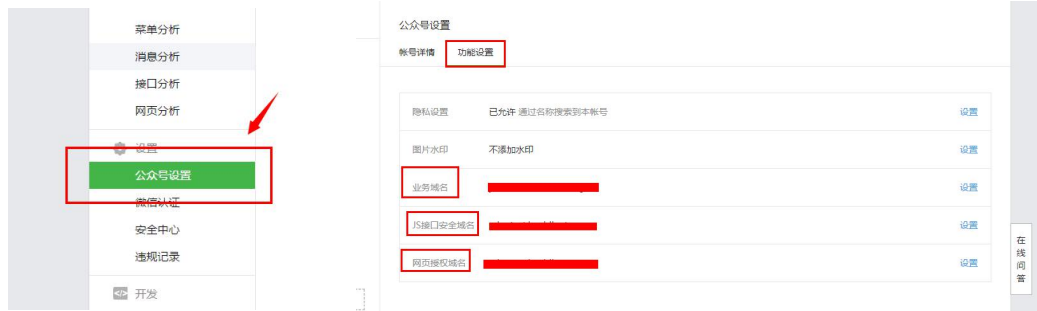 菜单分析
消息分析
接口分析
网页分析
设置
公众号设置
微信认证
安全中心
违规记录
</> 开发
公众号设置
帐号详情 功能设置
隐私设置 已允许 通过名称搜索到本帐号 设置
图片水印 不添加水印 设置
业务域名 设置
JS接口安全域名 设置
网页授权域名 设置
在
线
问
答